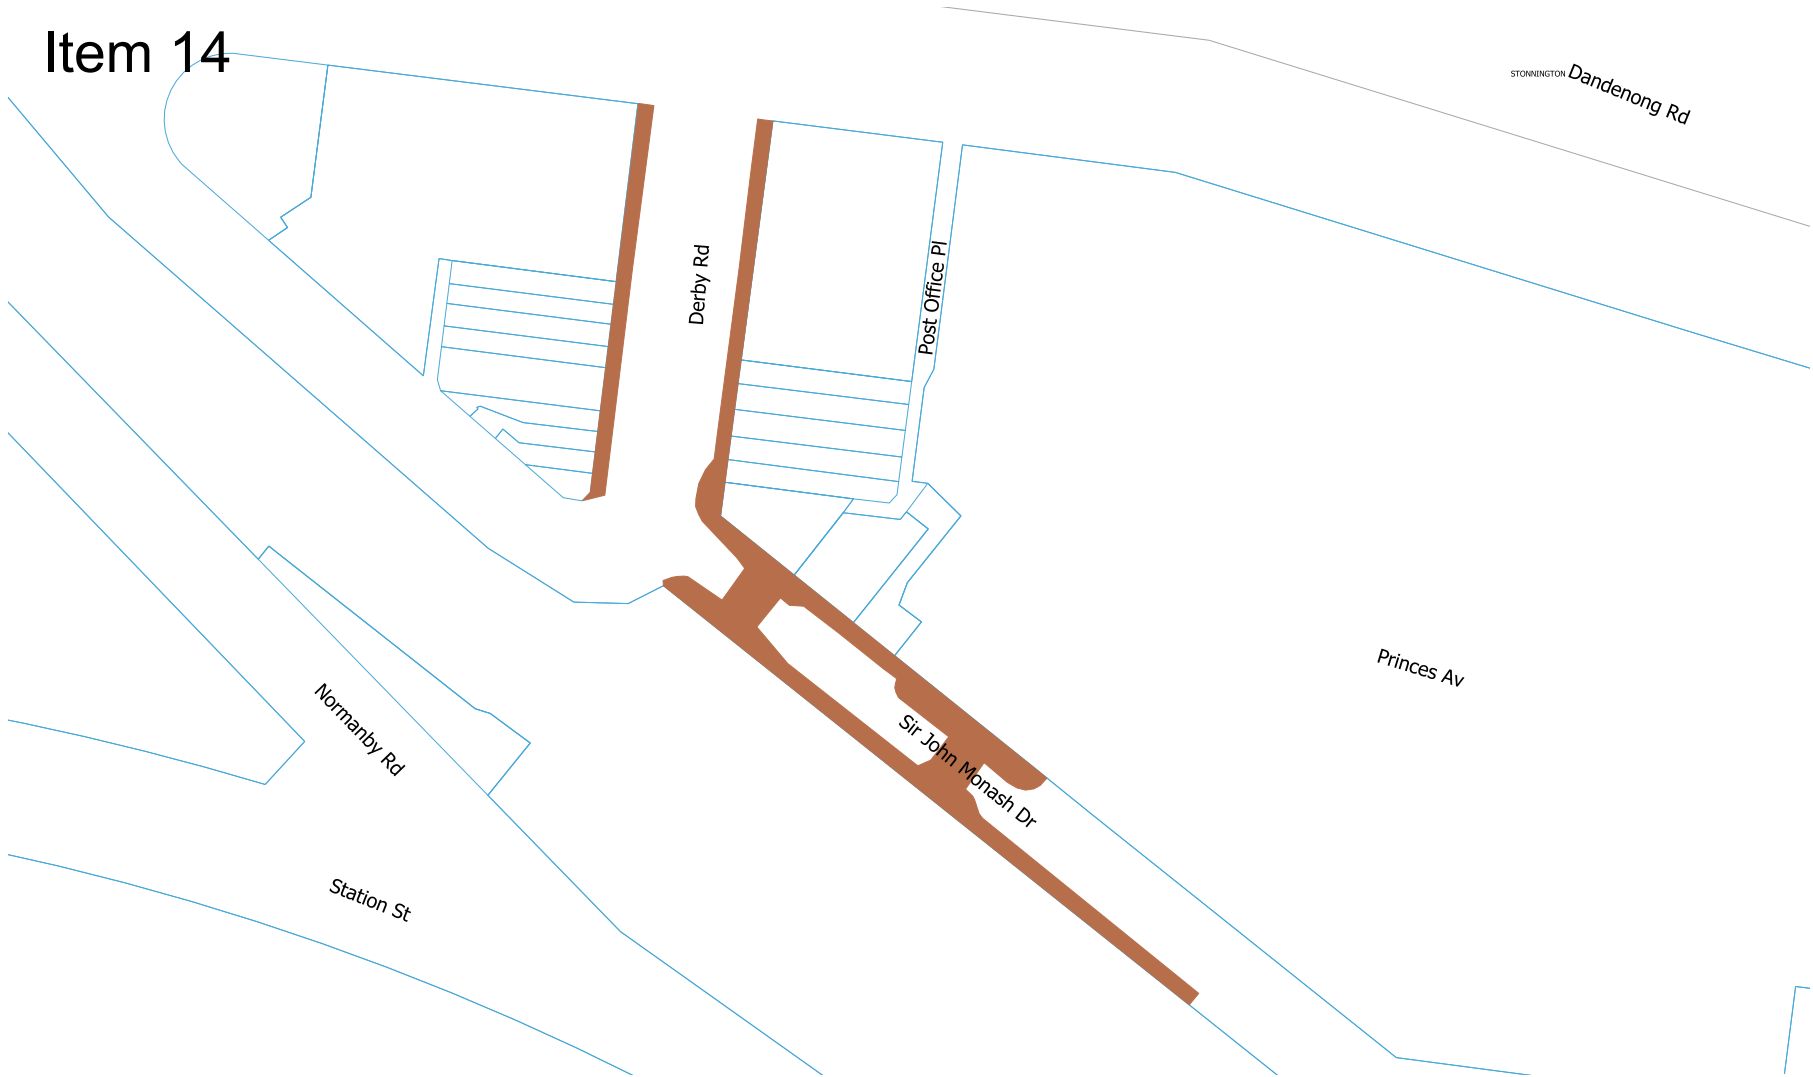 Item 14
STONNINGTON
Dandenong Rd
Derby Rd
Post Office Pl
Princes Av
Normanby Rd
Sir John Monash Dr
Station St